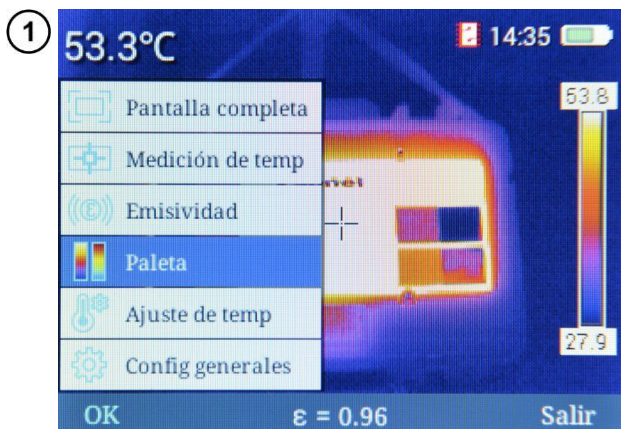 1
53.3°C
14:35
53.8
Pantalla completa
Medición de temp
nel
((ε)) Emisividad
Paleta
Ajuste de temp
27.9
Config generales
OK ε = 0.96 Salir